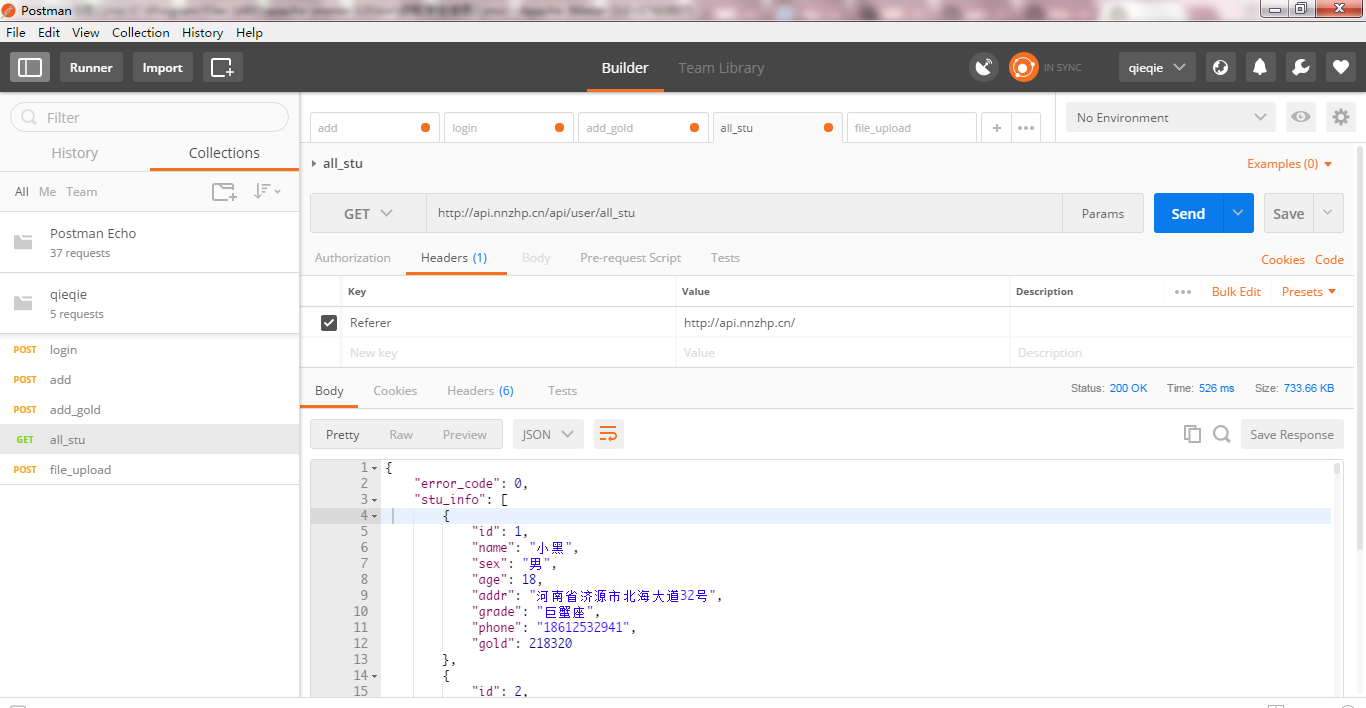 Postman
File Edit View Collection History Help
Runner Import Builder Team Library IN SYNC qieqie
Filter
History Collections
All Me Team
Postman Echo
37 requests
qieqie
5 requests
POST login
POST add
POST add_gold
GET all_stu
POST file_upload
add login add_gold all_stu file_upload + ••• No Environment
all_stu Examples (0)
GET http://api.nnzhp.cn/api/user/all_stu Params Send Save
Authorization Headers (1) Body Pre-request Script Tests Cookies Code
Key Value Description ••• Bulk Edit Presets
Referer http://api.nnzhp.cn/
New key Value Description
Body Cookies Headers (6) Tests Status: 200 OK Time: 526 ms Size: 733.66 KB
Pretty Raw Preview JSON Save Response
1 {
2 "error_code": 0,
3 "stu_info": [
4 {
5 "id": 1,
6 "name": "小黑",
7 "sex": "男",
8 "age": 18,
9 "addr": "河南省济源市北海大道32号",
10 "grade": "巨蟹座",
11 "phone": "18612532941",
12 "gold": 218320
13 },
14 {
15 "id": 2,